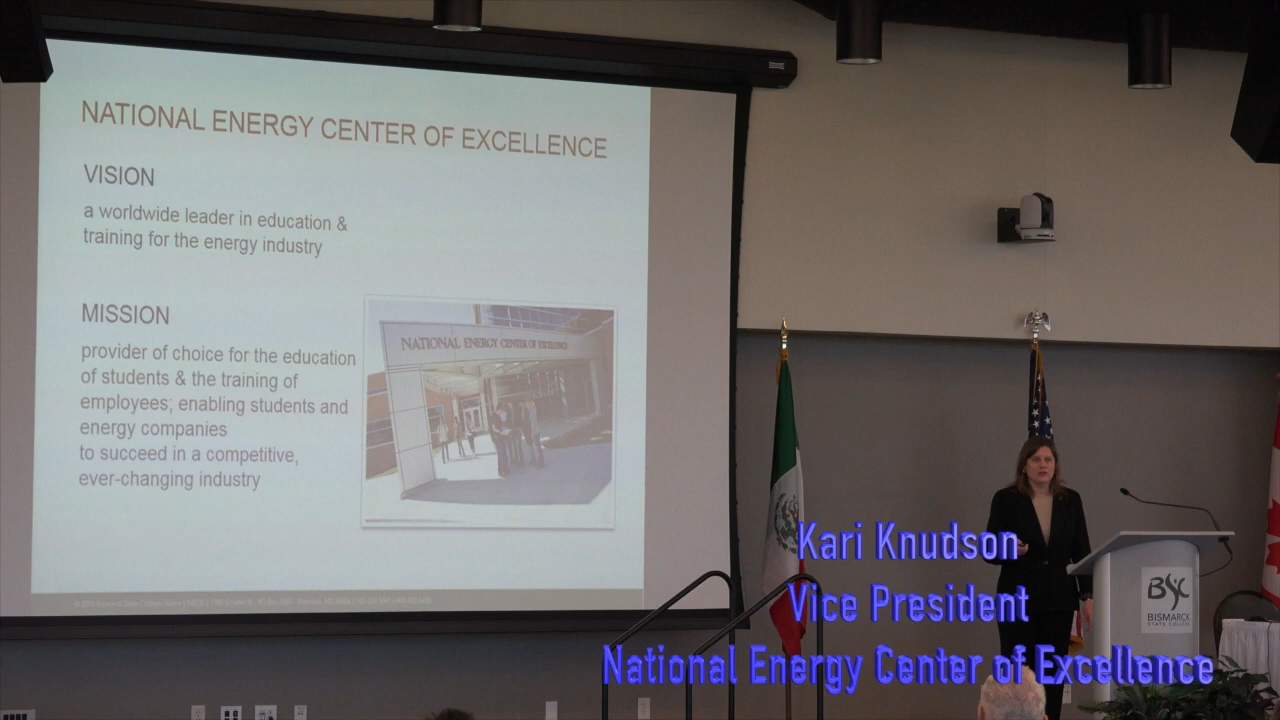 NATIONAL ENERGY CENTER OF EXCELLENCE
VISION
a worldwide leader in education &
training for the energy industry
MISSION
provider of choice for the education
of students & the training of
employees; enabling students and
energy companies
to succeed in a competitive,
ever-changing industry
NATIONAL ENERGY CENTER OF EXCELLENCE
Kari Knudson
Vice President
National Energy Center of Excellence
BSC
BISMARCK
STATE COLLEGE